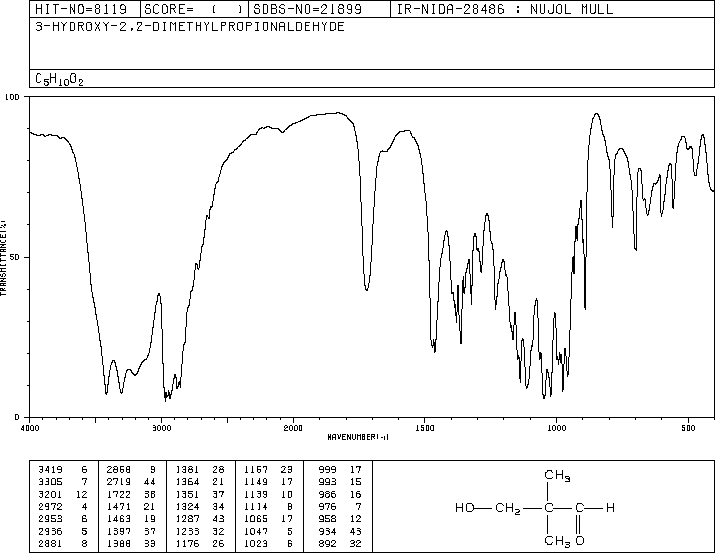 HIT-NO=8119 SCORE= ( ) SDBS-NO=21899 IR-NIDA-28486 : NUJOL MULL
3-HYDROXY-2,2-DIMETHYLPROPIONALDEHYDE
C5H10O2
100
50
0
TRANSMITTANCE(%)
4000 3000 2000 1500 1000 500
WAVENUMBER(-1)
3419 6 2868 9 1381 28 1167 23 999 17
3305 7 2719 44 1364 21 1149 17 993 15
3201 12 1722 36 1351 37 1139 10 986 16
2972 4 1471 21 1324 34 1114 8 976 7
2953 6 1463 19 1287 43 1065 17 958 12
2936 5 1397 37 1233 32 1047 5 934 43
2881 8 1388 33 1176 26 1023 6 892 32
CH3
HO CH2 C C H
CH3 O